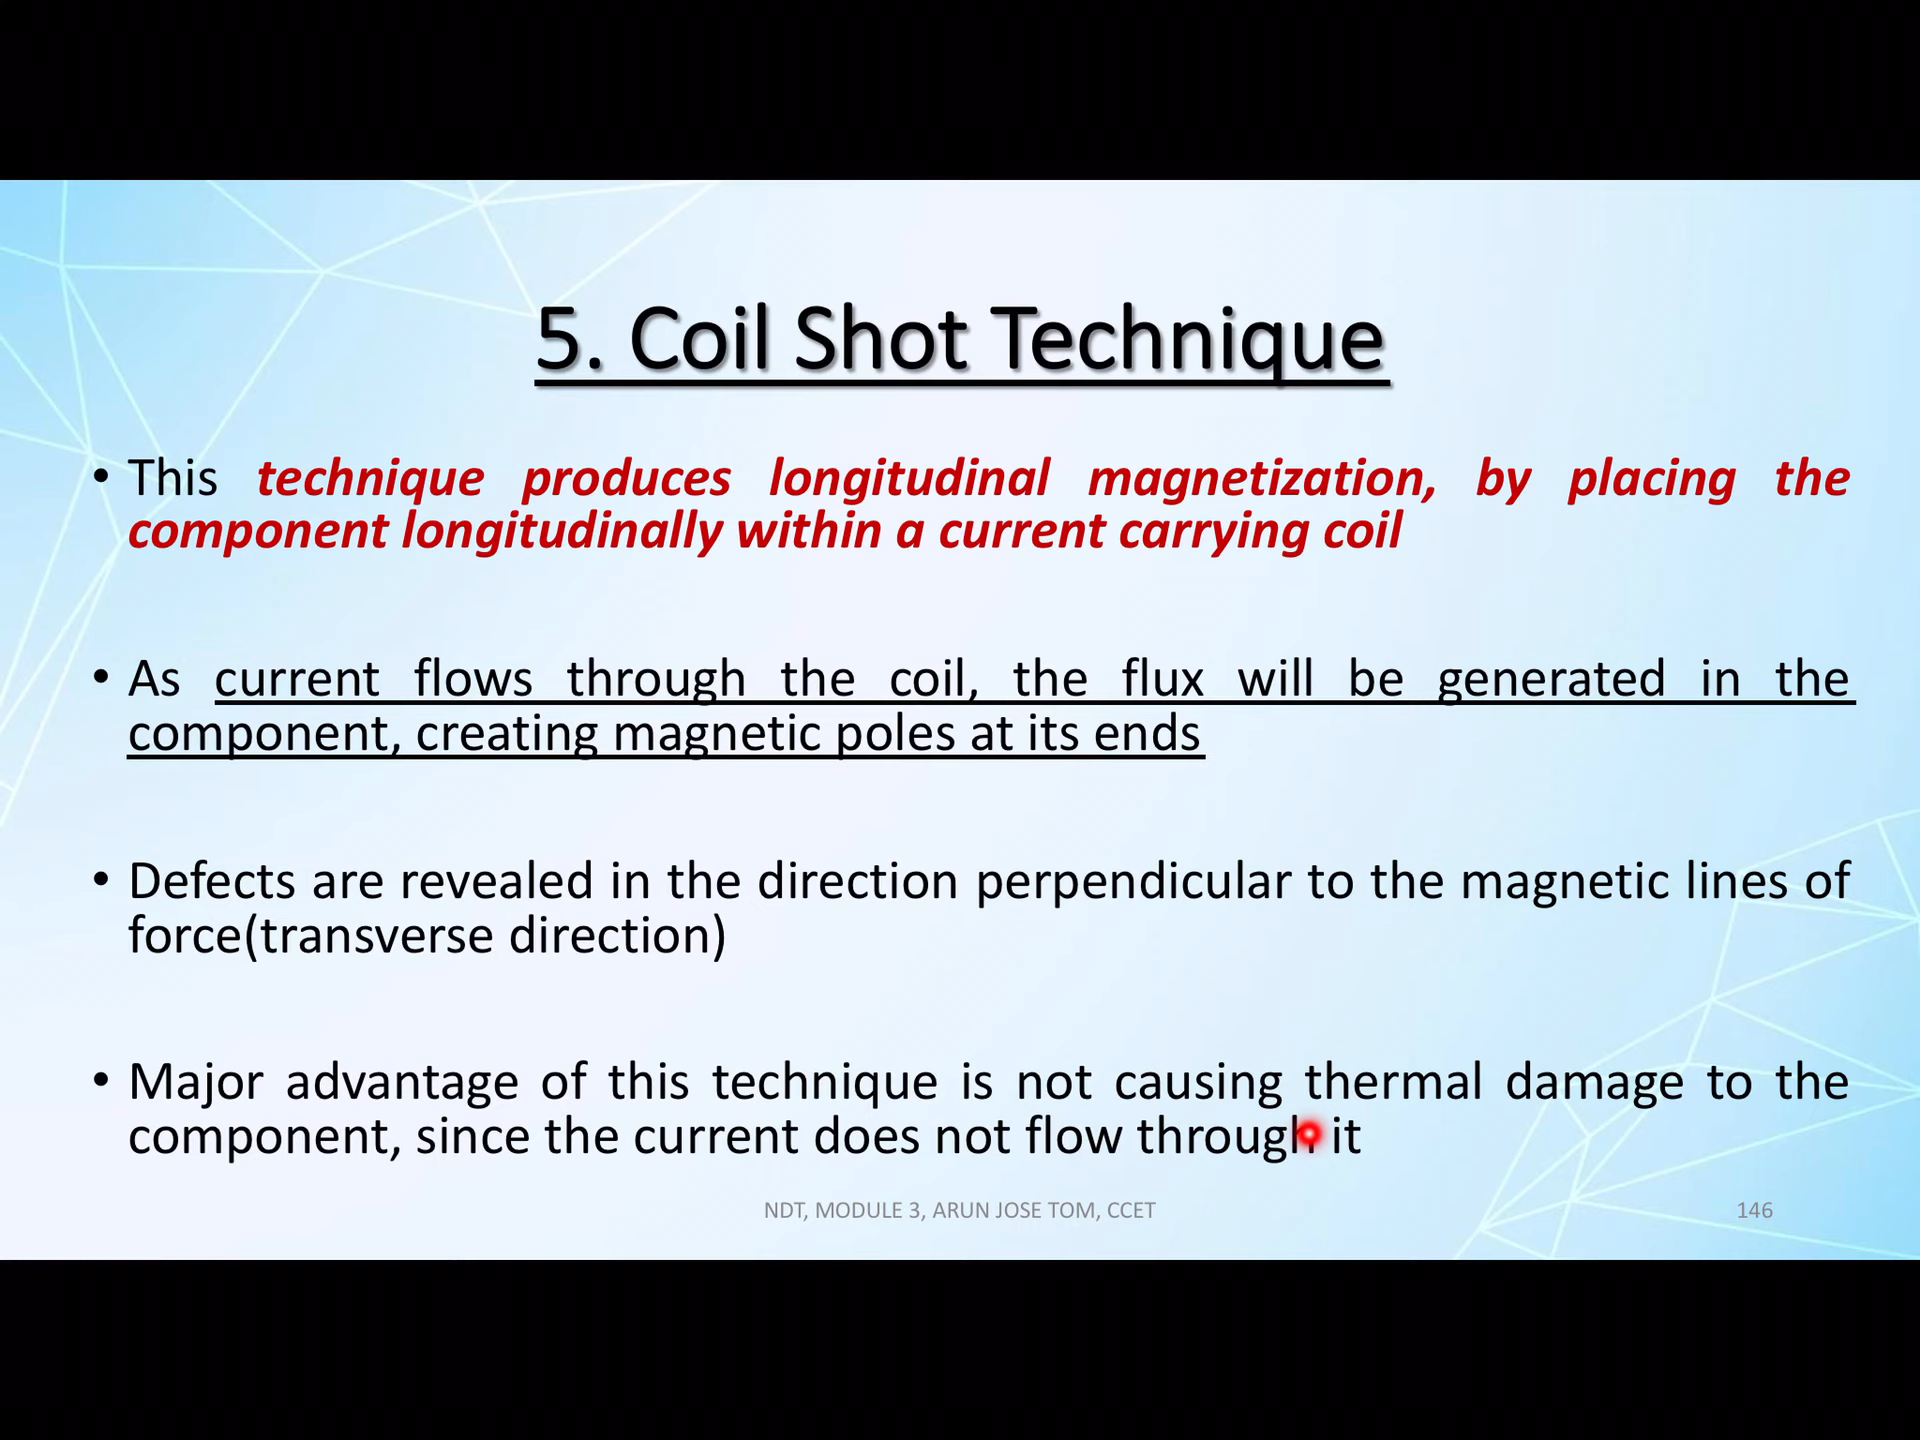 5. Coil Shot Technique
• This technique produces longitudinal magnetization, by placing the
component longitudinally within a current carrying coil
• As current flows through the coil, the flux will be generated in the
component, creating magnetic poles at its ends
• Defects are revealed in the direction perpendicular to the magnetic lines of
force(transverse direction)
• Major advantage of this technique is not causing thermal damage to the
component, since the current does not flow through it
NDT, MODULE 3, ARUN JOSE TOM, CCET
146